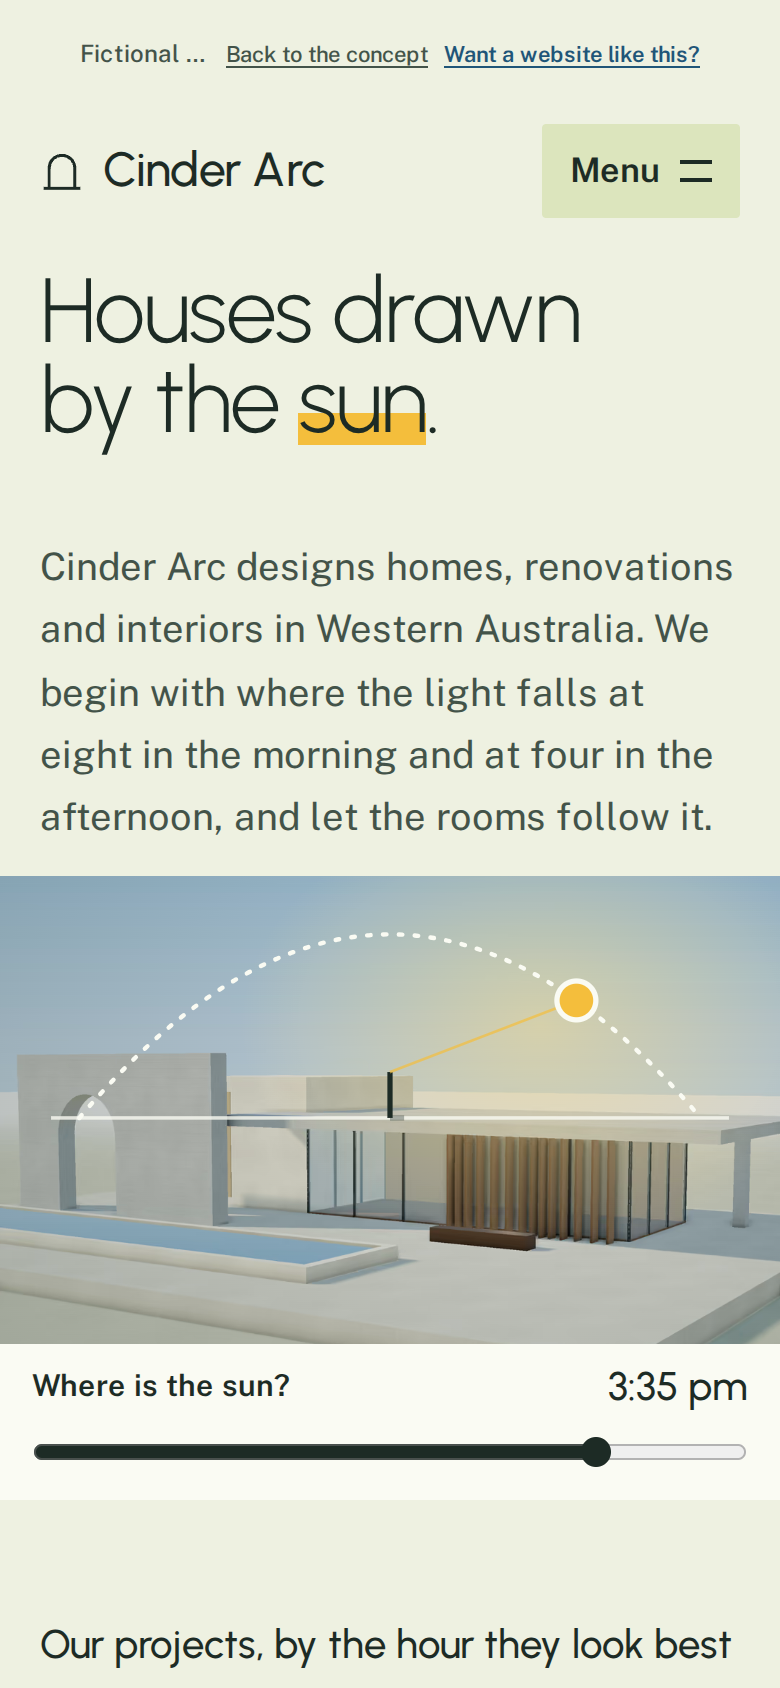 Fictional ... Back to the concept Want a website like this?
Cinder Arc Menu
Houses drawn
by the sun.
Cinder Arc designs homes, renovations
and interiors in Western Australia. We
begin with where the light falls at
eight in the morning and at four in the
afternoon, and let the rooms follow it.
Where is the sun? 3:35 pm
Our projects, by the hour they look best